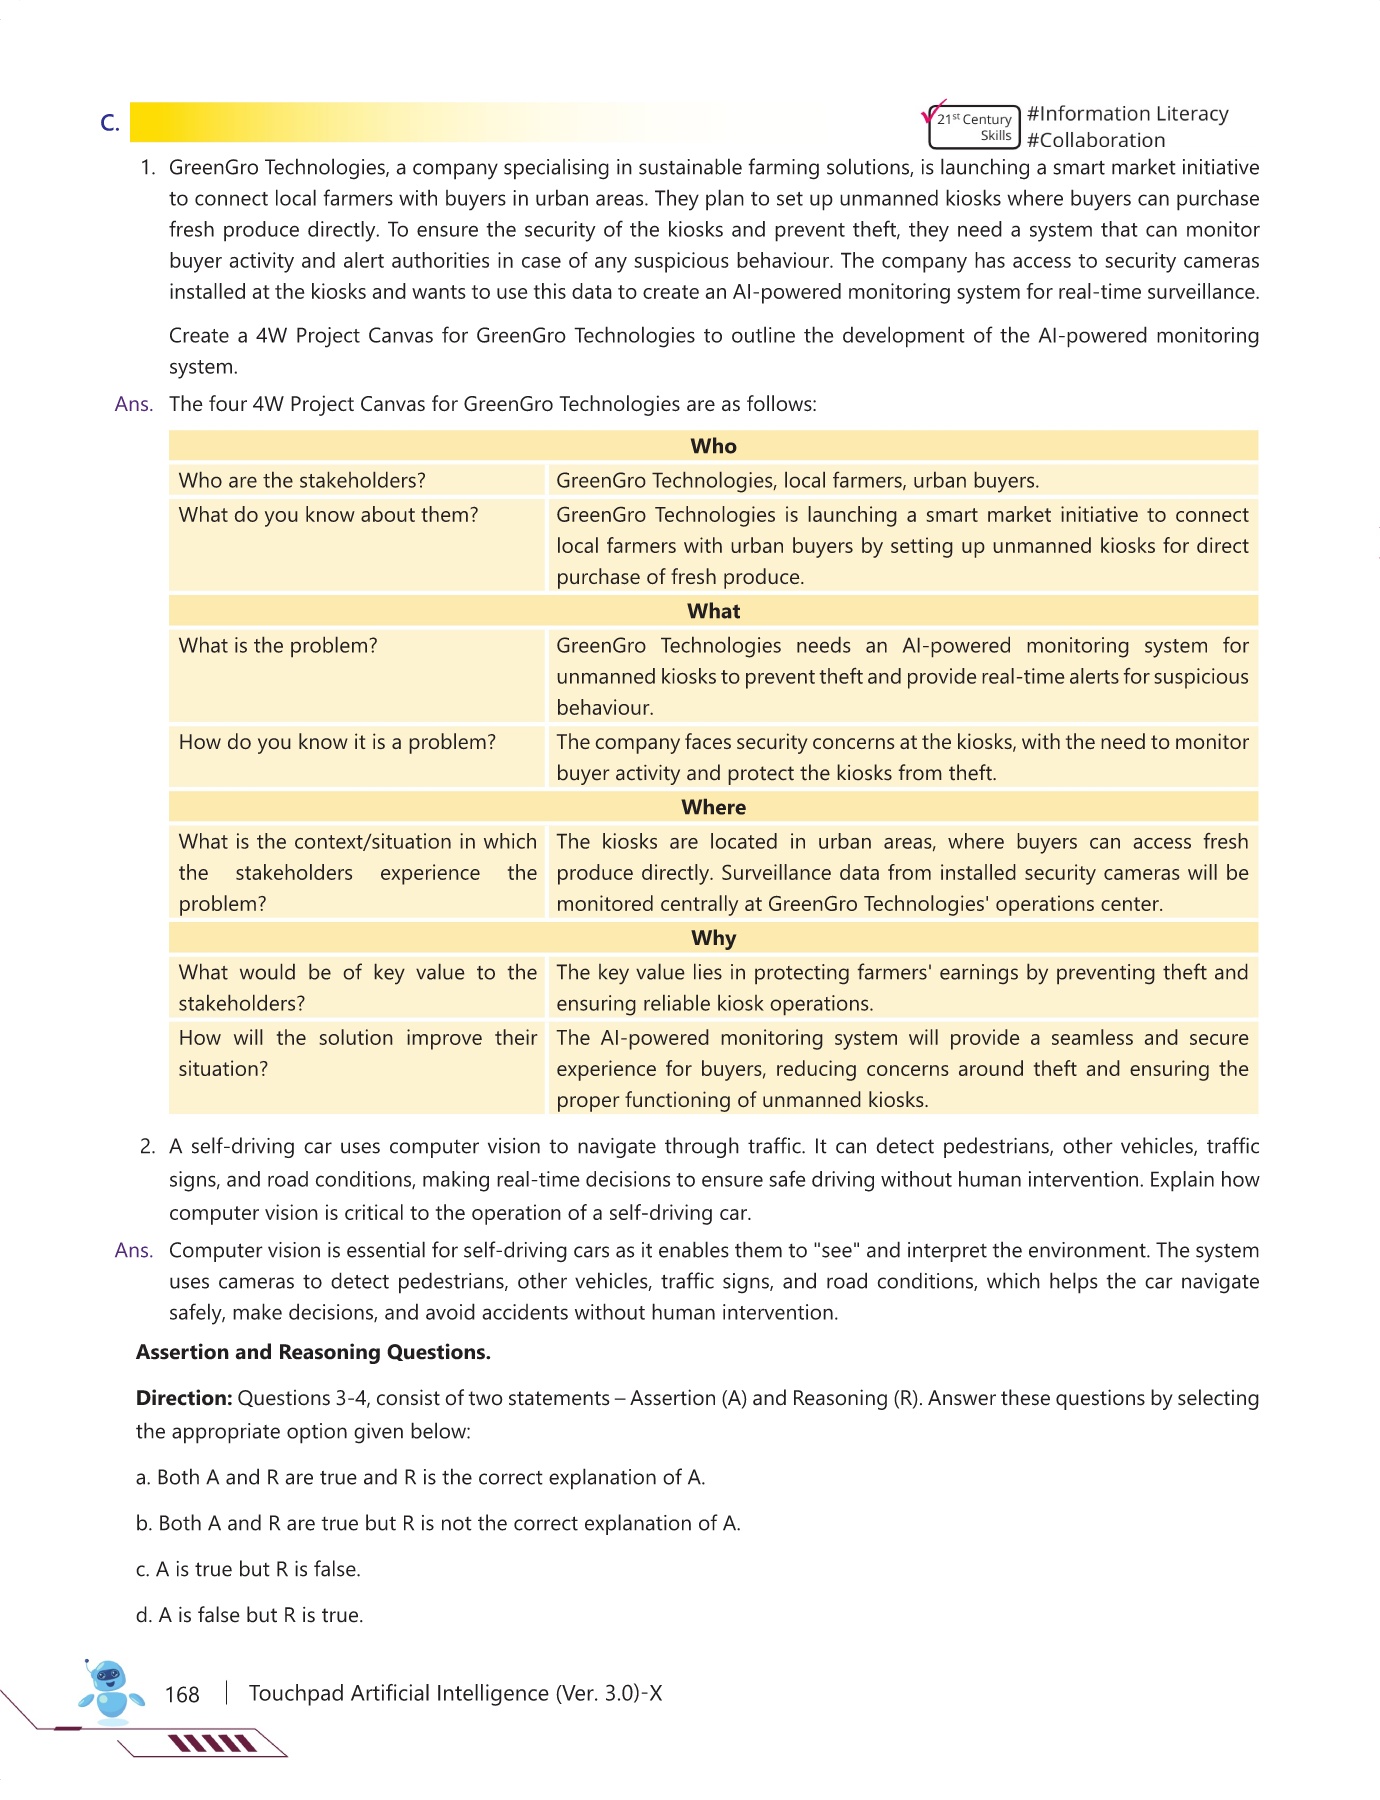 C.
21st Century
Skills
#Information Literacy
#Collaboration
1. GreenGro Technologies, a company specialising in sustainable farming solutions, is launching a smart market initiative
to connect local farmers with buyers in urban areas. They plan to set up unmanned kiosks where buyers can purchase
fresh produce directly. To ensure the security of the kiosks and prevent theft, they need a system that can monitor
buyer activity and alert authorities in case of any suspicious behaviour. The company has access to security cameras
installed at the kiosks and wants to use this data to create an AI-powered monitoring system for real-time surveillance.
Create a 4W Project Canvas for GreenGro Technologies to outline the development of the AI-powered monitoring
system.
Ans. The four 4W Project Canvas for GreenGro Technologies are as follows:
Who
Who are the stakeholders? GreenGro Technologies, local farmers, urban buyers.
What do you know about them? GreenGro Technologies is launching a smart market initiative to connect
local farmers with urban buyers by setting up unmanned kiosks for direct
purchase of fresh produce.
What
What is the problem? GreenGro Technologies needs an AI-powered monitoring system for
unmanned kiosks to prevent theft and provide real-time alerts for suspicious
behaviour.
How do you know it is a problem? The company faces security concerns at the kiosks, with the need to monitor
buyer activity and protect the kiosks from theft.
Where
What is the context/situation in which The kiosks are located in urban areas, where buyers can access fresh
the stakeholders experience the produce directly. Surveillance data from installed security cameras will be
problem? monitored centrally at GreenGro Technologies' operations center.
Why
What would be of key value to the The key value lies in protecting farmers' earnings by preventing theft and
stakeholders? ensuring reliable kiosk operations.
How will the solution improve their The AI-powered monitoring system will provide a seamless and secure
situation? experience for buyers, reducing concerns around theft and ensuring the
proper functioning of unmanned kiosks.
2. A self-driving car uses computer vision to navigate through traffic. It can detect pedestrians, other vehicles, traffic
signs, and road conditions, making real-time decisions to ensure safe driving without human intervention. Explain how
computer vision is critical to the operation of a self-driving car.
Ans. Computer vision is essential for self-driving cars as it enables them to "see" and interpret the environment. The system
uses cameras to detect pedestrians, other vehicles, traffic signs, and road conditions, which helps the car navigate
safely, make decisions, and avoid accidents without human intervention.
Assertion and Reasoning Questions.
Direction: Questions 3-4, consist of two statements – Assertion (A) and Reasoning (R). Answer these questions by selecting
the appropriate option given below:
a. Both A and R are true and R is the correct explanation of A.
b. Both A and R are true but R is not the correct explanation of A.
c. A is true but R is false.
d. A is false but R is true.
168 Touchpad Artificial Intelligence (Ver. 3.0)-X